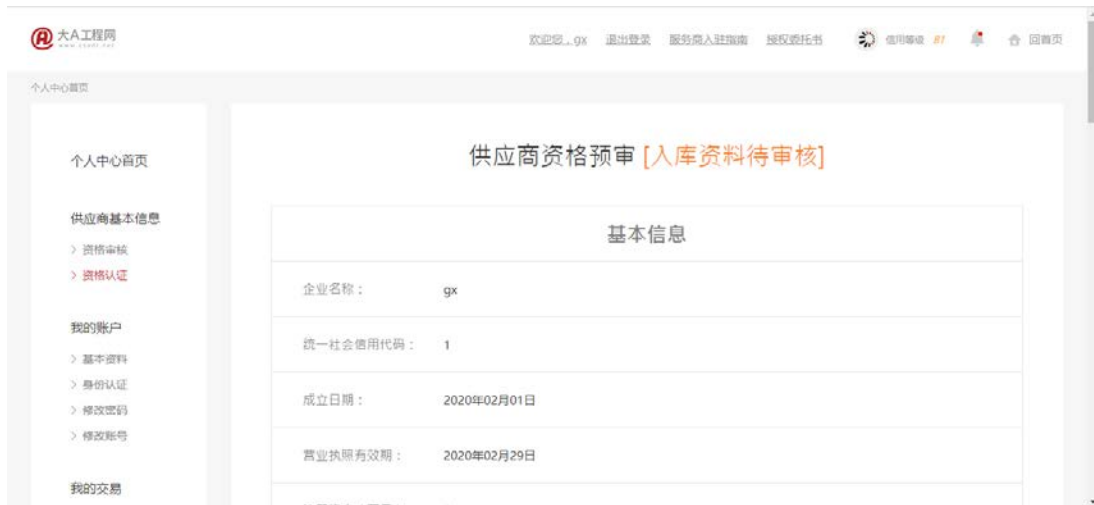 大A工程网
欢迎您，gx 退出登录 服务商入驻指南 授权委托书 信用等级 B1 回首页
个人中心首页
个人中心首页
供应商基本信息
> 资格审核
> 资格认证
我的账户
> 基本资料
> 身份认证
> 修改密码
> 修改账号
我的交易
供应商资格预审 [入库资料待审核]
基本信息
企业名称： gx
统一社会信用代码： 1
成立日期： 2020年02月01日
营业执照有效期： 2020年02月29日